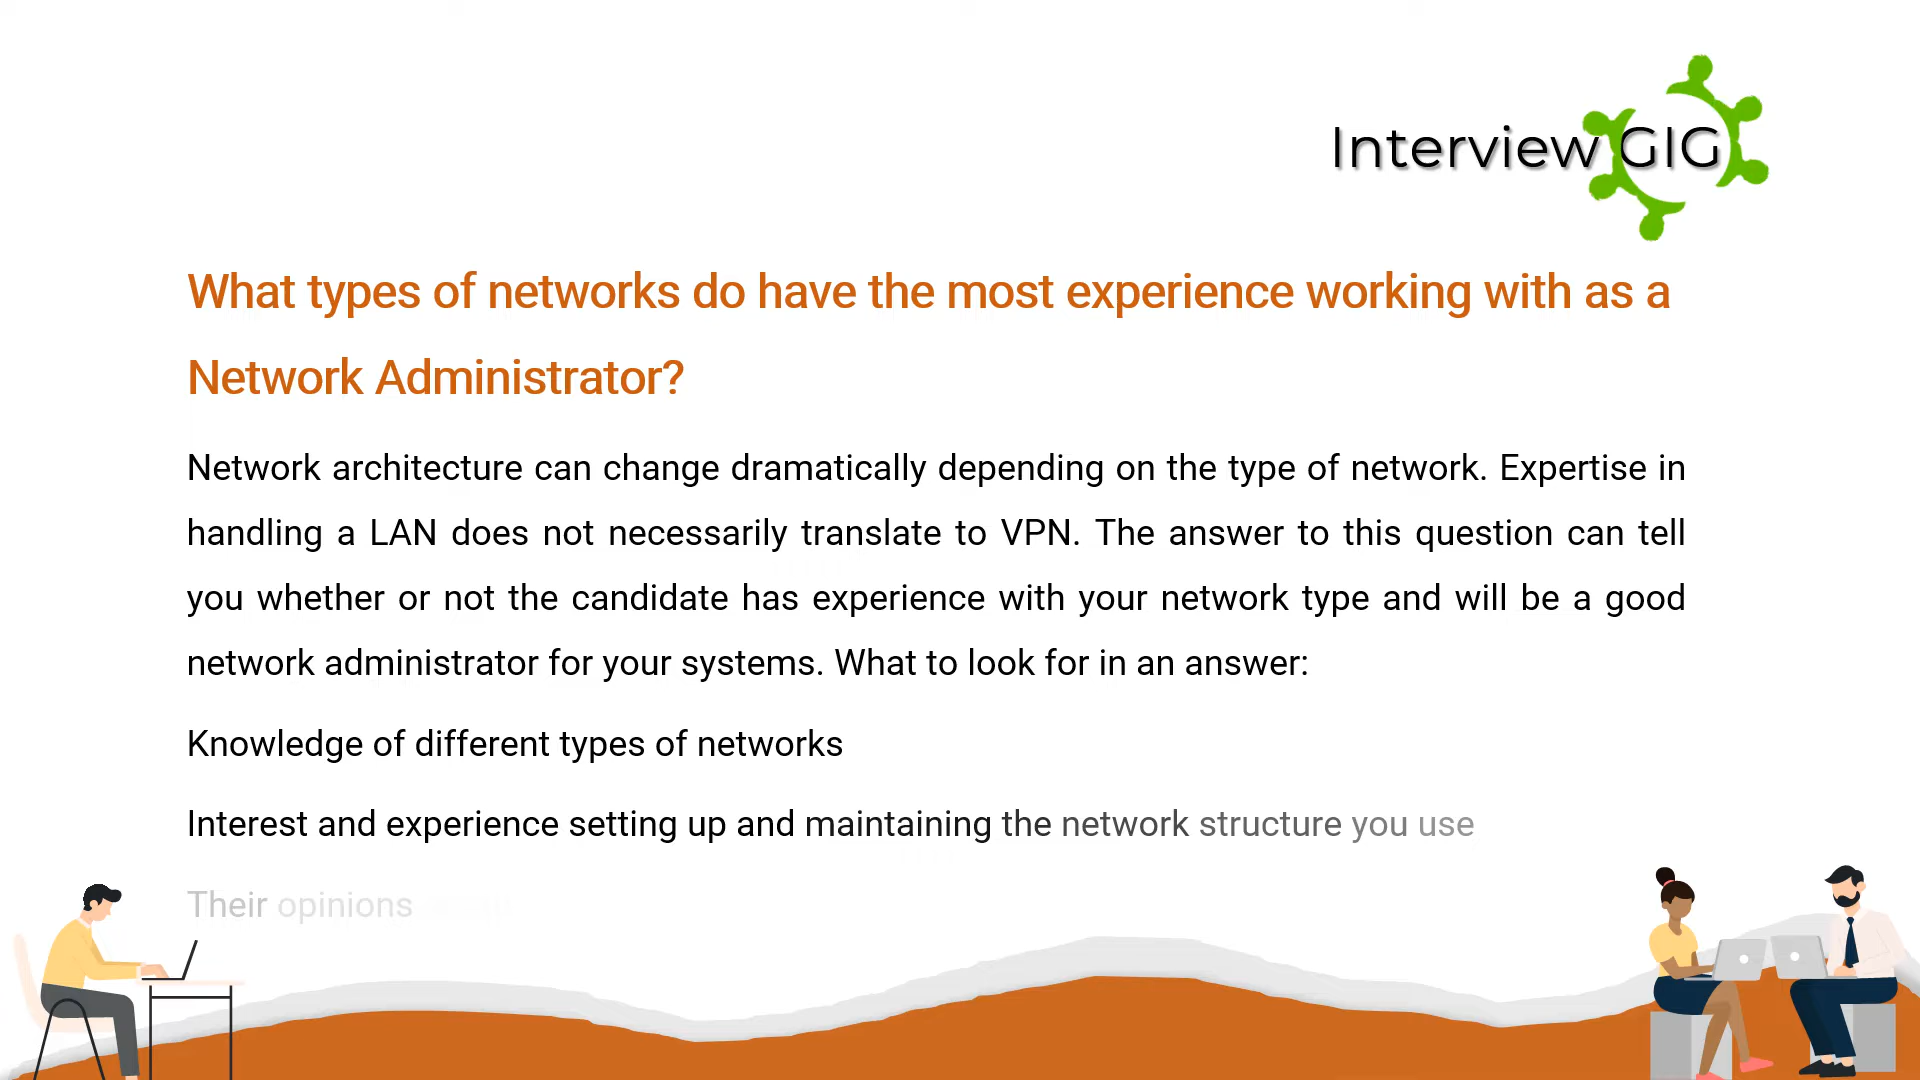 Interview GIG
What types of networks do have the most experience working with as a
Network Administrator?
Network architecture can change dramatically depending on the type of network. Expertise in
handling a LAN does not necessarily translate to VPN. The answer to this question can tell
you whether or not the candidate has experience with your network type and will be a good
network administrator for your systems. What to look for in an answer:
Knowledge of different types of networks
Interest and experience setting up and maintaining the network structure you use
Their opinions